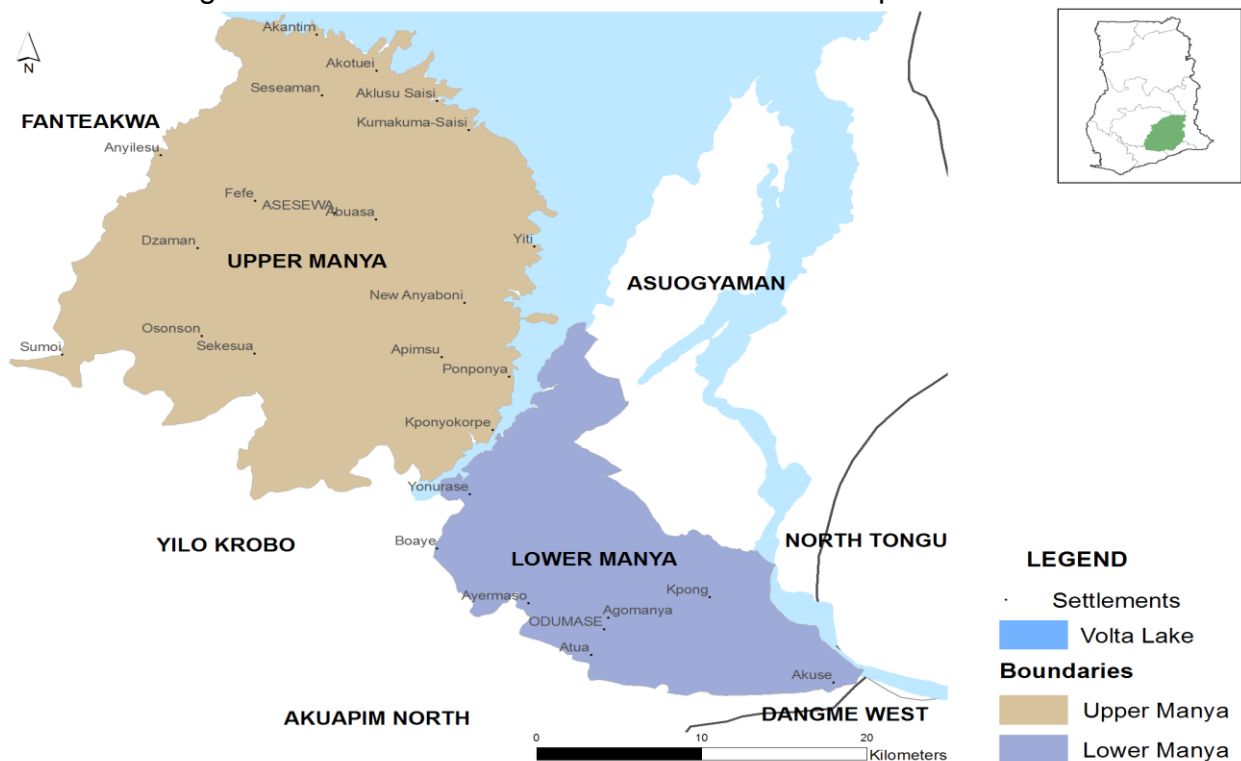 Akantim
N
Akotuei
Seseaman
Aklusu Saisi
FANTEAKWA
Kumakuma-Saisi
Anyilesu
Fefe
ASESEWA
Abuasa
Dzaman
Yiti
UPPER MANYA
ASUOGYAMAN
New Anyaboni
Osonson
Sumoi
Sekesua
Apimsu
Ponponya
Kponyokorpe
Yonurase
YILO KROBO
Boaye
NORTH TONGU
LOWER MANYA
Kpong
Ayermaso
Agomanya
ODUMASE
Atua
Akuse
AKUAPIM NORTH
DANGME WEST
0 10 20
Kilometers
LEGEND
Settlements
Volta Lake
Boundaries
Upper Manya
Lower Manya